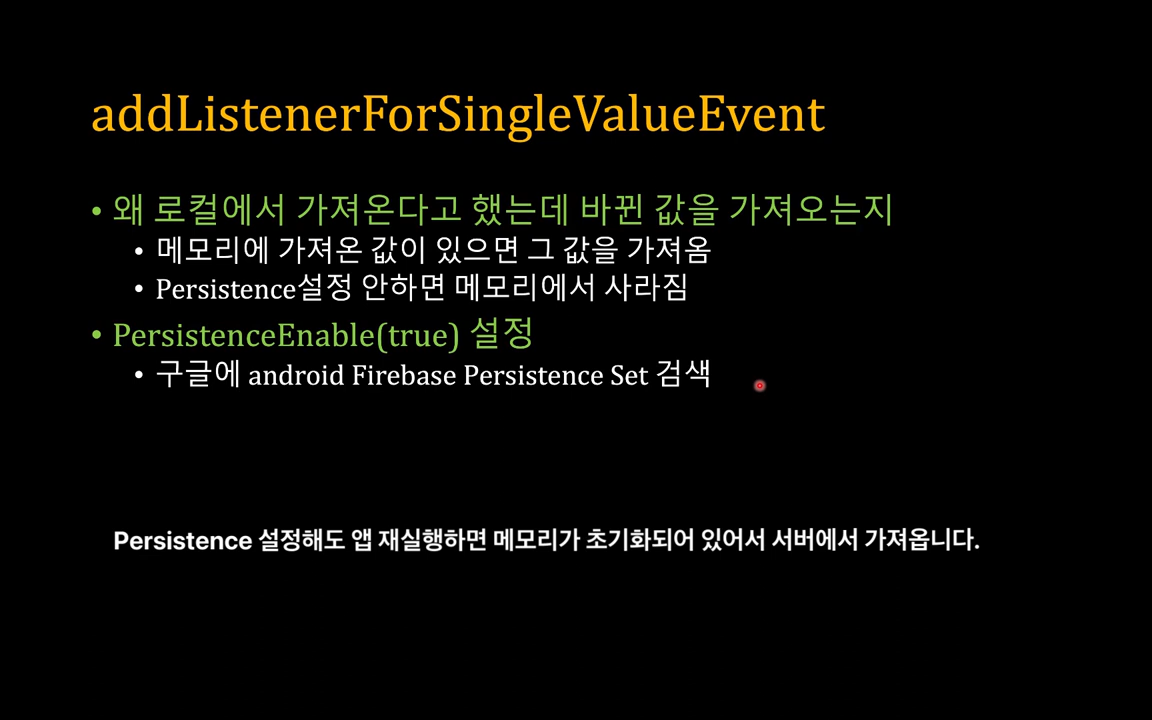 addListenerForSingleValueEvent
• 왜 로컬에서 가져온다고 했는데 바뀐 값을 가져오는지
• 메모리에 가져온 값이 있으면 그 값을 가져옴
• Persistence설정 안하면 메모리에서 사라짐
• PersistenceEnable(true) 설정
• 구글에 android Firebase Persistence Set 검색
Persistence 설정해도 앱 재실행하면 메모리가 초기화되어 있어서 서버에서 가져옵니다.